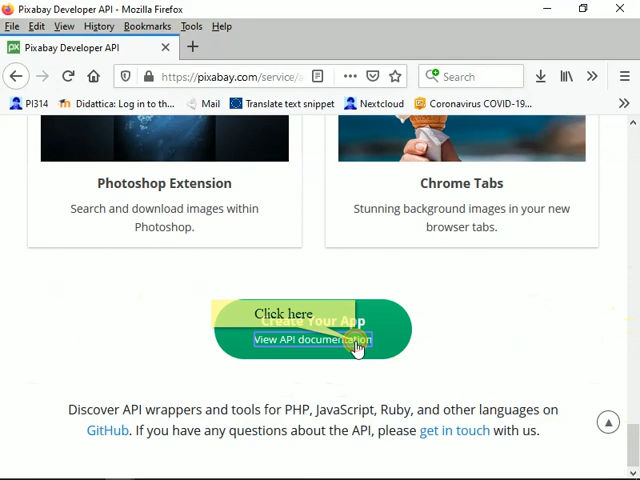 Pixabay Developer API - Mozilla Firefox
File Edit View History Bookmarks Tools Help
px Pixabay Developer API
https://pixabay.com/service/a
Search
PI314 Didattica: Log in to th... Mail Translate text snippet Nextcloud Coronavirus COVID-19...
Photoshop Extension
Search and download images within
Photoshop.
Chrome Tabs
Stunning background images in your new
browser tabs.
Click here
Create Your App
View API documentation
Discover API wrappers and tools for PHP, JavaScript, Ruby, and other languages on
GitHub. If you have any questions about the API, please get in touch with us.